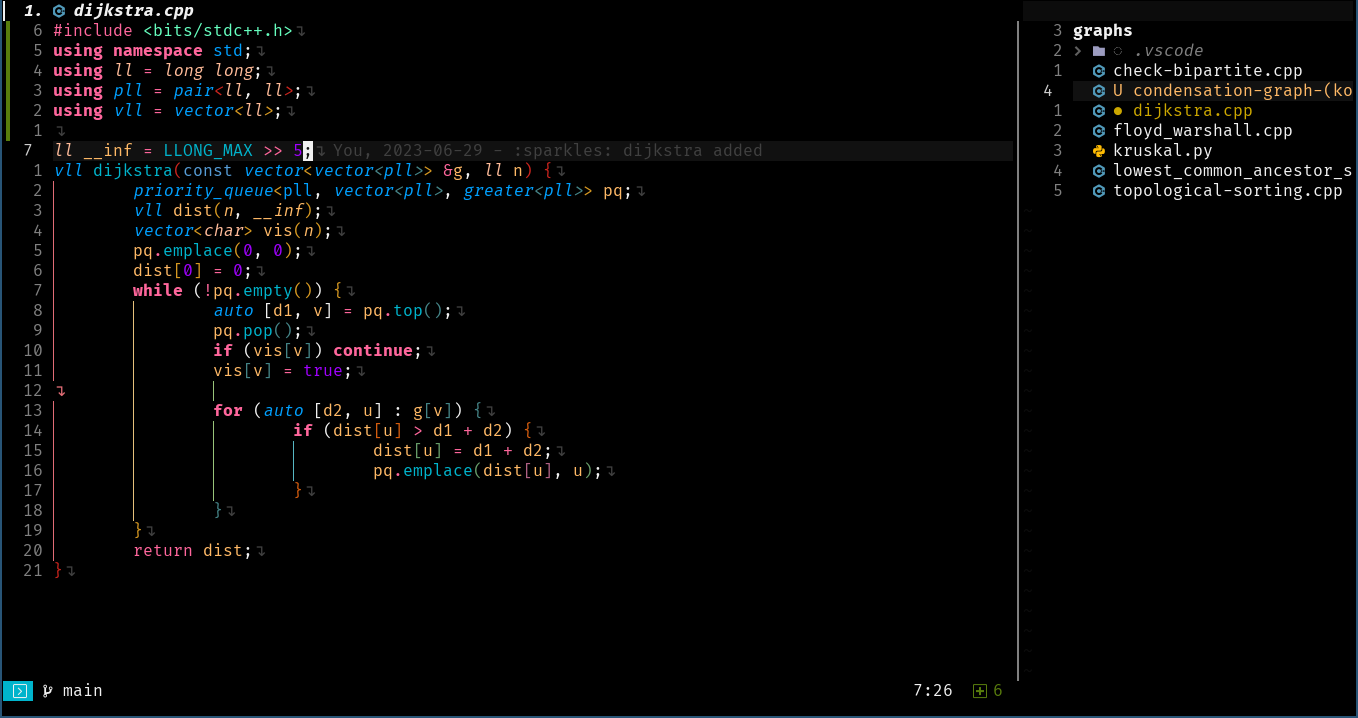 1. dijkstra.cpp
6 #include <bits/stdc++.h>
5 using namespace std;
4 using ll = long long;
3 using pll = pair<ll, ll>;
2 using vll = vector<ll>;
1
7 ll __inf = LLONG_MAX >> 5; You, 2023-06-29 - :sparkles: dijkstra added
1 vll dijkstra(const vector<vector<pll>> &g, ll n) {
2 priority_queue<pll, vector<pll>, greater<pll>> pq;
3 vll dist(n, __inf);
4 vector<char> vis(n);
5 pq.emplace(0, 0);
6 dist[0] = 0;
7 while (!pq.empty()) {
8 auto [d1, v] = pq.top();
9 pq.pop();
10 if (vis[v]) continue;
11 vis[v] = true;
12
13 for (auto [d2, u] : g[v]) {
14 if (dist[u] > d1 + d2) {
15 dist[u] = d1 + d2;
16 pq.emplace(dist[u], u);
17 }
18 }
19 }
20 return dist;
21 }
main 7:26 6
3 graphs
2 .vscode
1 check-bipartite.cpp
4 U condensation-graph-(ko
1 dijkstra.cpp
2 floyd_warshall.cpp
3 kruskal.py
4 lowest_common_ancestor_s
5 topological-sorting.cpp